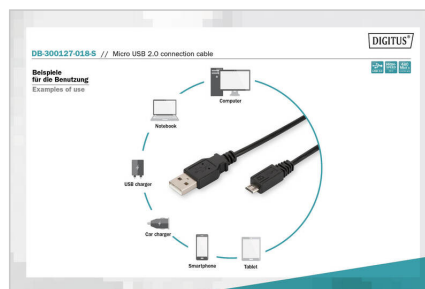 DIGITUS®
DB-300127-018-S // Micro USB 2.0 connection cable
Beispiele
für die Benutzung
Examples of use
Computer
Notebook
USB charger
Car charger
Smartphone
Tablet